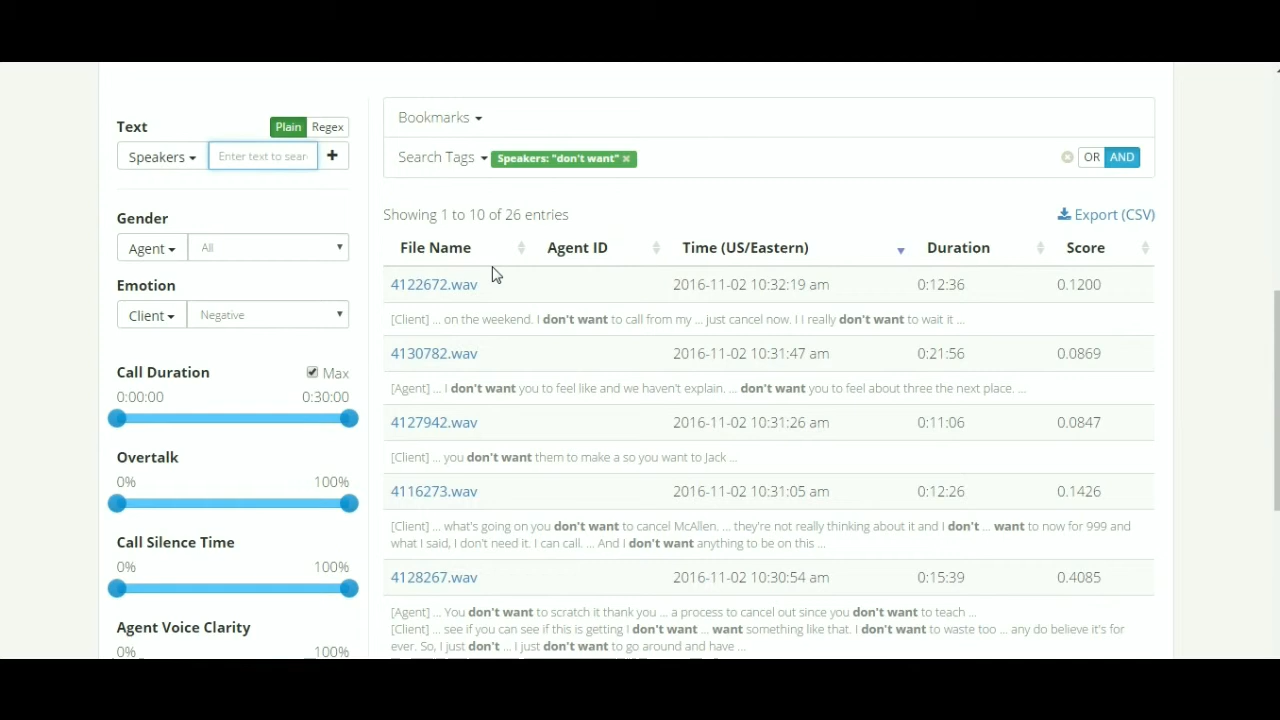 Text Plain Regex
Speakers Enter text to sear +
Gender
Agent All
Emotion
Client Negative
Call Duration Max
0:00:00 0:30:00
Overtalk
0% 100%
Call Silence Time
0% 100%
Agent Voice Clarity
0% 100%
Bookmarks
Search Tags Speakers: "don't want" × OR AND
Showing 1 to 10 of 26 entries Export (CSV)
File Name Agent ID Time (US/Eastern) Duration Score
4122672.wav 2016-11-02 10:32:19 am 0:12:36 0.1200
[Client] ... on the weekend. I don't want to call from my ... just cancel now. I I really don't want to wait it ...
4130782.wav 2016-11-02 10:31:47 am 0:21:56 0.0869
[Agent] ... I don't want you to feel like and we haven't explain. ... don't want you to feel about three the next place. ...
4127942.wav 2016-11-02 10:31:26 am 0:11:06 0.0847
[Client] ... you don't want them to make a so you want to Jack ...
4116273.wav 2016-11-02 10:31:05 am 0:12:26 0.1426
[Client] ... what's going on you don't want to cancel McAllen. ... they're not really thinking about it and I don't ... want to now for 999 and
what I said, I don't need it. I can call. ... And I don't want anything to be on this ...
4128267.wav 2016-11-02 10:30:54 am 0:15:39 0.4085
[Agent] ... You don't want to scratch it thank you ... a process to cancel out since you don't want to teach ...
[Client] ... see if you can see if this is getting I don't want ... want something like that. I don't want to waste too ... any do believe it's for
ever. So, I just don't ... I just don't want to go around and have ...